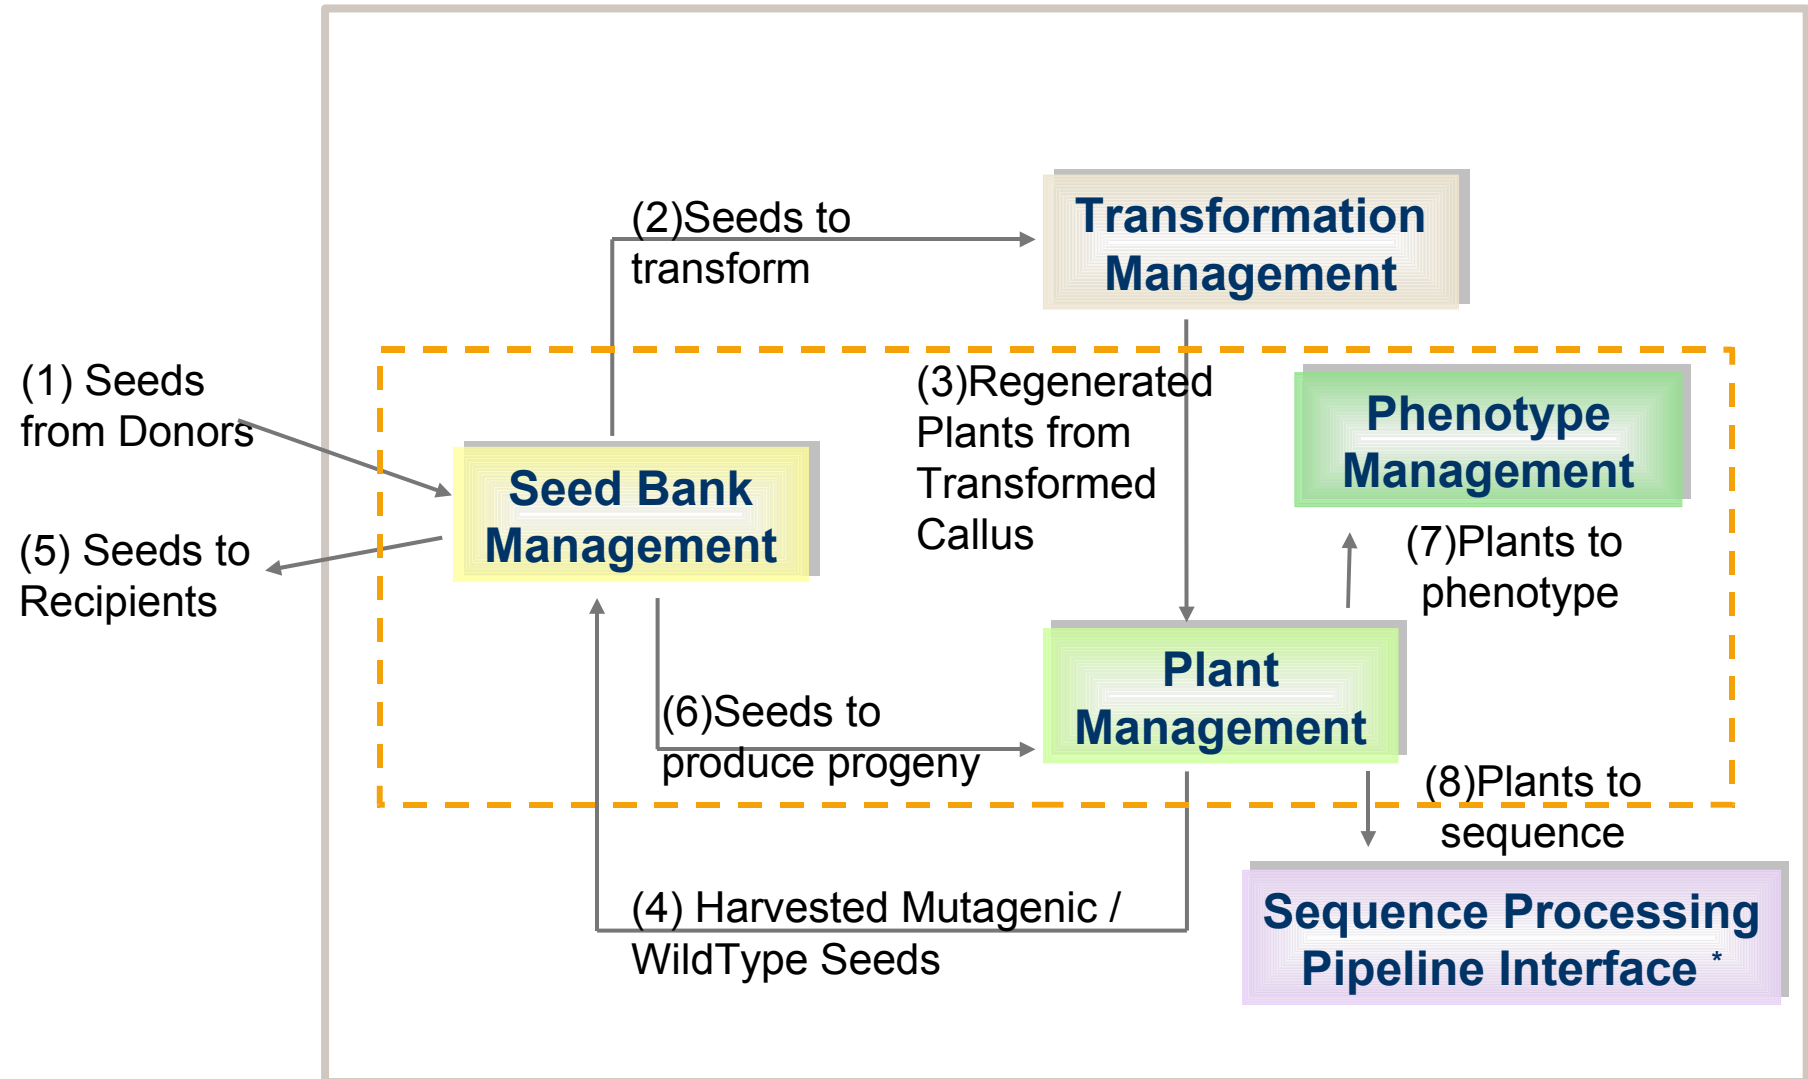 (2)Seeds to
transform
Transformation
Management
(1) Seeds
from Donors
(3)Regenerated
Plants from
Transformed
Callus
Phenotype
Management
Seed Bank
Management
(5) Seeds to
Recipients
(7)Plants to
phenotype
Plant
Management
(6)Seeds to
produce progeny
(8)Plants to
sequence
(4) Harvested Mutagenic /
WildType Seeds
Sequence Processing
Pipeline Interface *